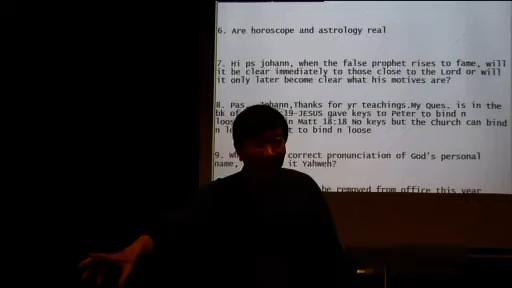 6. Are horoscope and astrology real
7. Hi ps johann, when the false prophet rises to fame, will
it be clear immediately to those close to the Lord or will
it only later become clear what his motives are?
8. Pas Johann,Thanks for yr teachings.My Ques. is in the
bk of 19-JESUS gave keys to Peter to bind n
loos n Matt 18:18 No keys but the Church can bind
n to bind n loose
9. correct pronunciation of God's personal
name, it Yahweh?
be removed from office this year